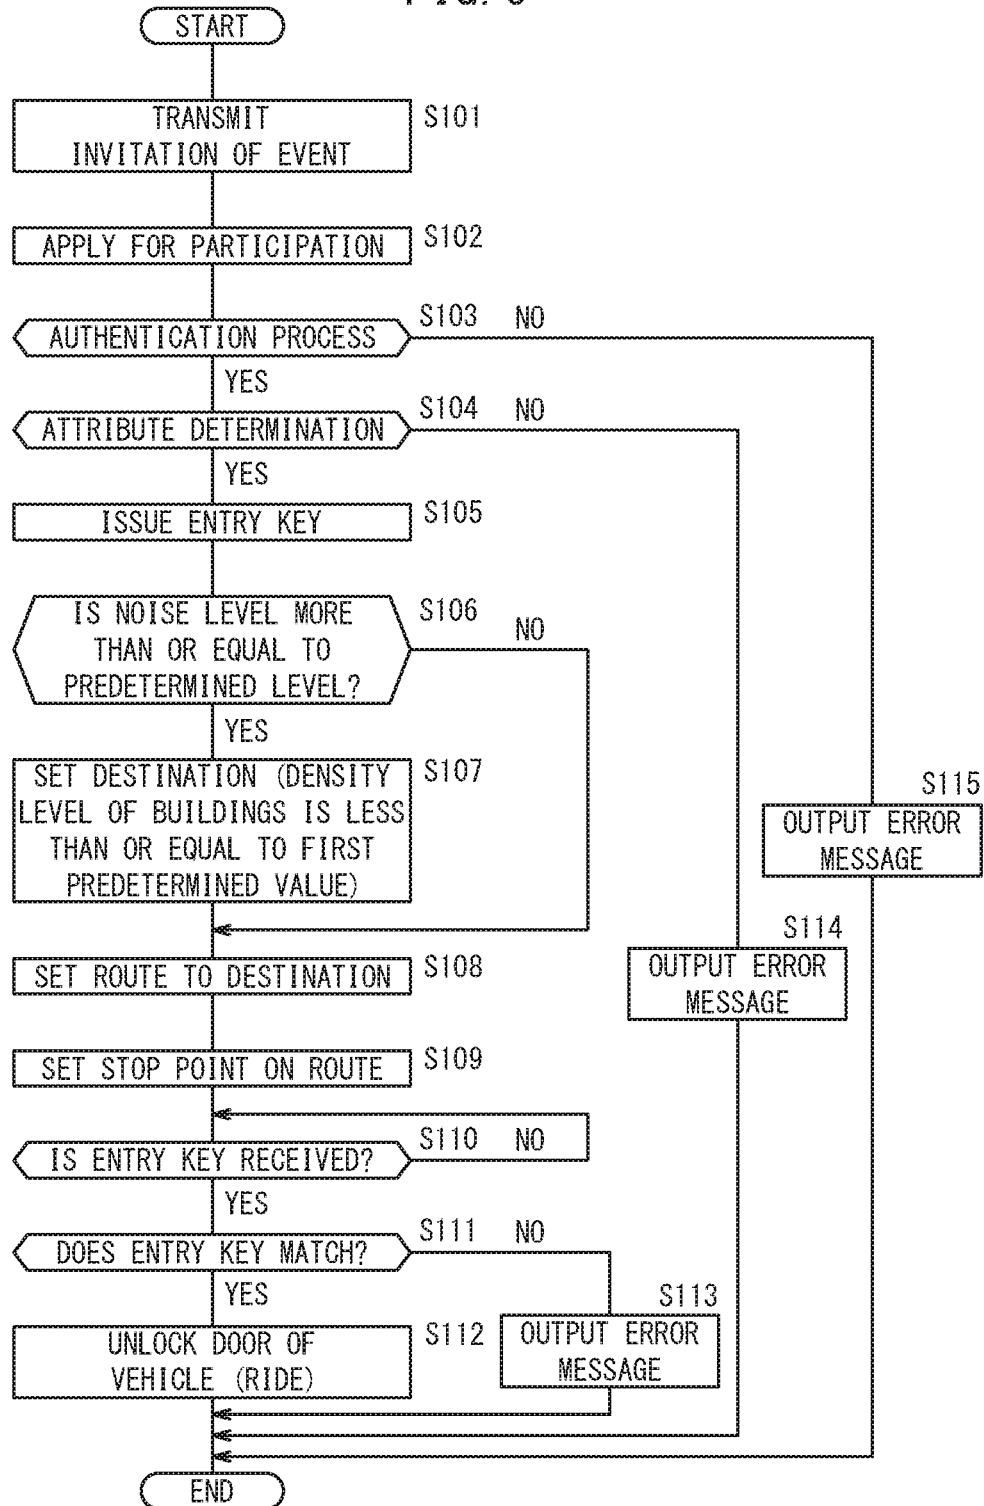 START
TRANSMIT
INVITATION OF EVENT
S101
APPLY FOR PARTICIPATION
S102
AUTHENTICATION PROCESS
S103
NO
YES
ATTRIBUTE DETERMINATION
S104
NO
YES
ISSUE ENTRY KEY
S105
IS NOISE LEVEL MORE
THAN OR EQUAL TO
PREDETERMINED LEVEL?
S106
NO
YES
SET DESTINATION (DENSITY
LEVEL OF BUILDINGS IS LESS
THAN OR EQUAL TO FIRST
PREDETERMINED VALUE)
S107
S115
OUTPUT ERROR
MESSAGE
S114
OUTPUT ERROR
MESSAGE
SET ROUTE TO DESTINATION
S108
SET STOP POINT ON ROUTE
S109
IS ENTRY KEY RECEIVED?
S110
NO
YES
DOES ENTRY KEY MATCH?
S111
NO
YES
S113
OUTPUT ERROR
MESSAGE
UNLOCK DOOR OF
VEHICLE (RIDE)
S112
END